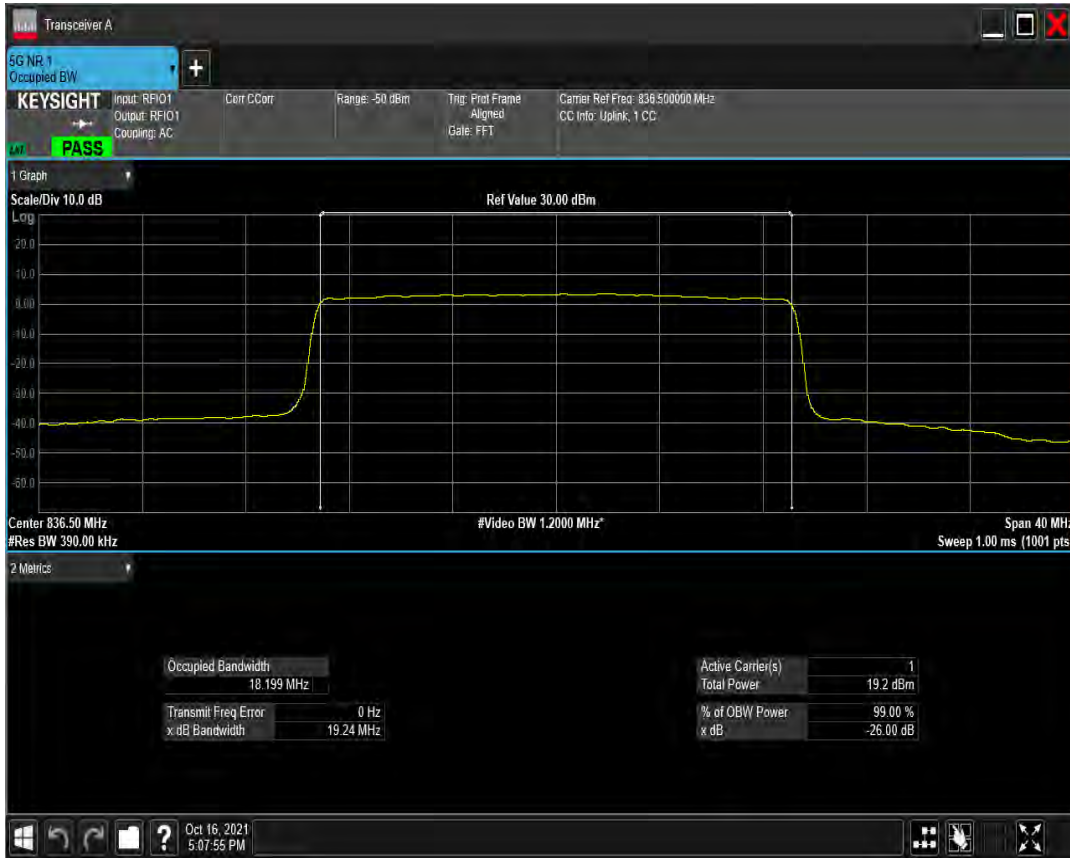 Transceiver A
5G NR 1
Occupied BW
+
KEYSIGHT
Input: RFIO1
Output: RFIO1
Coupling: AC
Corr CCorr
Range: -50 dBm
Trig: Prot Frame
Aligned
Gate: FFT
Carrier Ref Freq: 836.500000 MHz
CC Info: Uplink, 1 CC
PASS
1 Graph
Scale/Div 10.0 dB
Ref Value 30.00 dBm
Log
20.0
10.0
0.00
-10.0
-20.0
-30.0
-40.0
-50.0
-60.0
Center 836.50 MHz
#Video BW 1.2000 MHz*
Span 40 MHz
#Res BW 390.00 kHz
Sweep 1.00 ms (1001 pts
2 Metrics
Occupied Bandwidth
18.199 MHz
Transmit Freq Error 0 Hz
x dB Bandwidth 19.24 MHz
Active Carrier(s) 1
Total Power 19.2 dBm
% of OBW Power 99.00 %
x dB -26.00 dB
?
Oct 16, 2021
5:07:55 PM